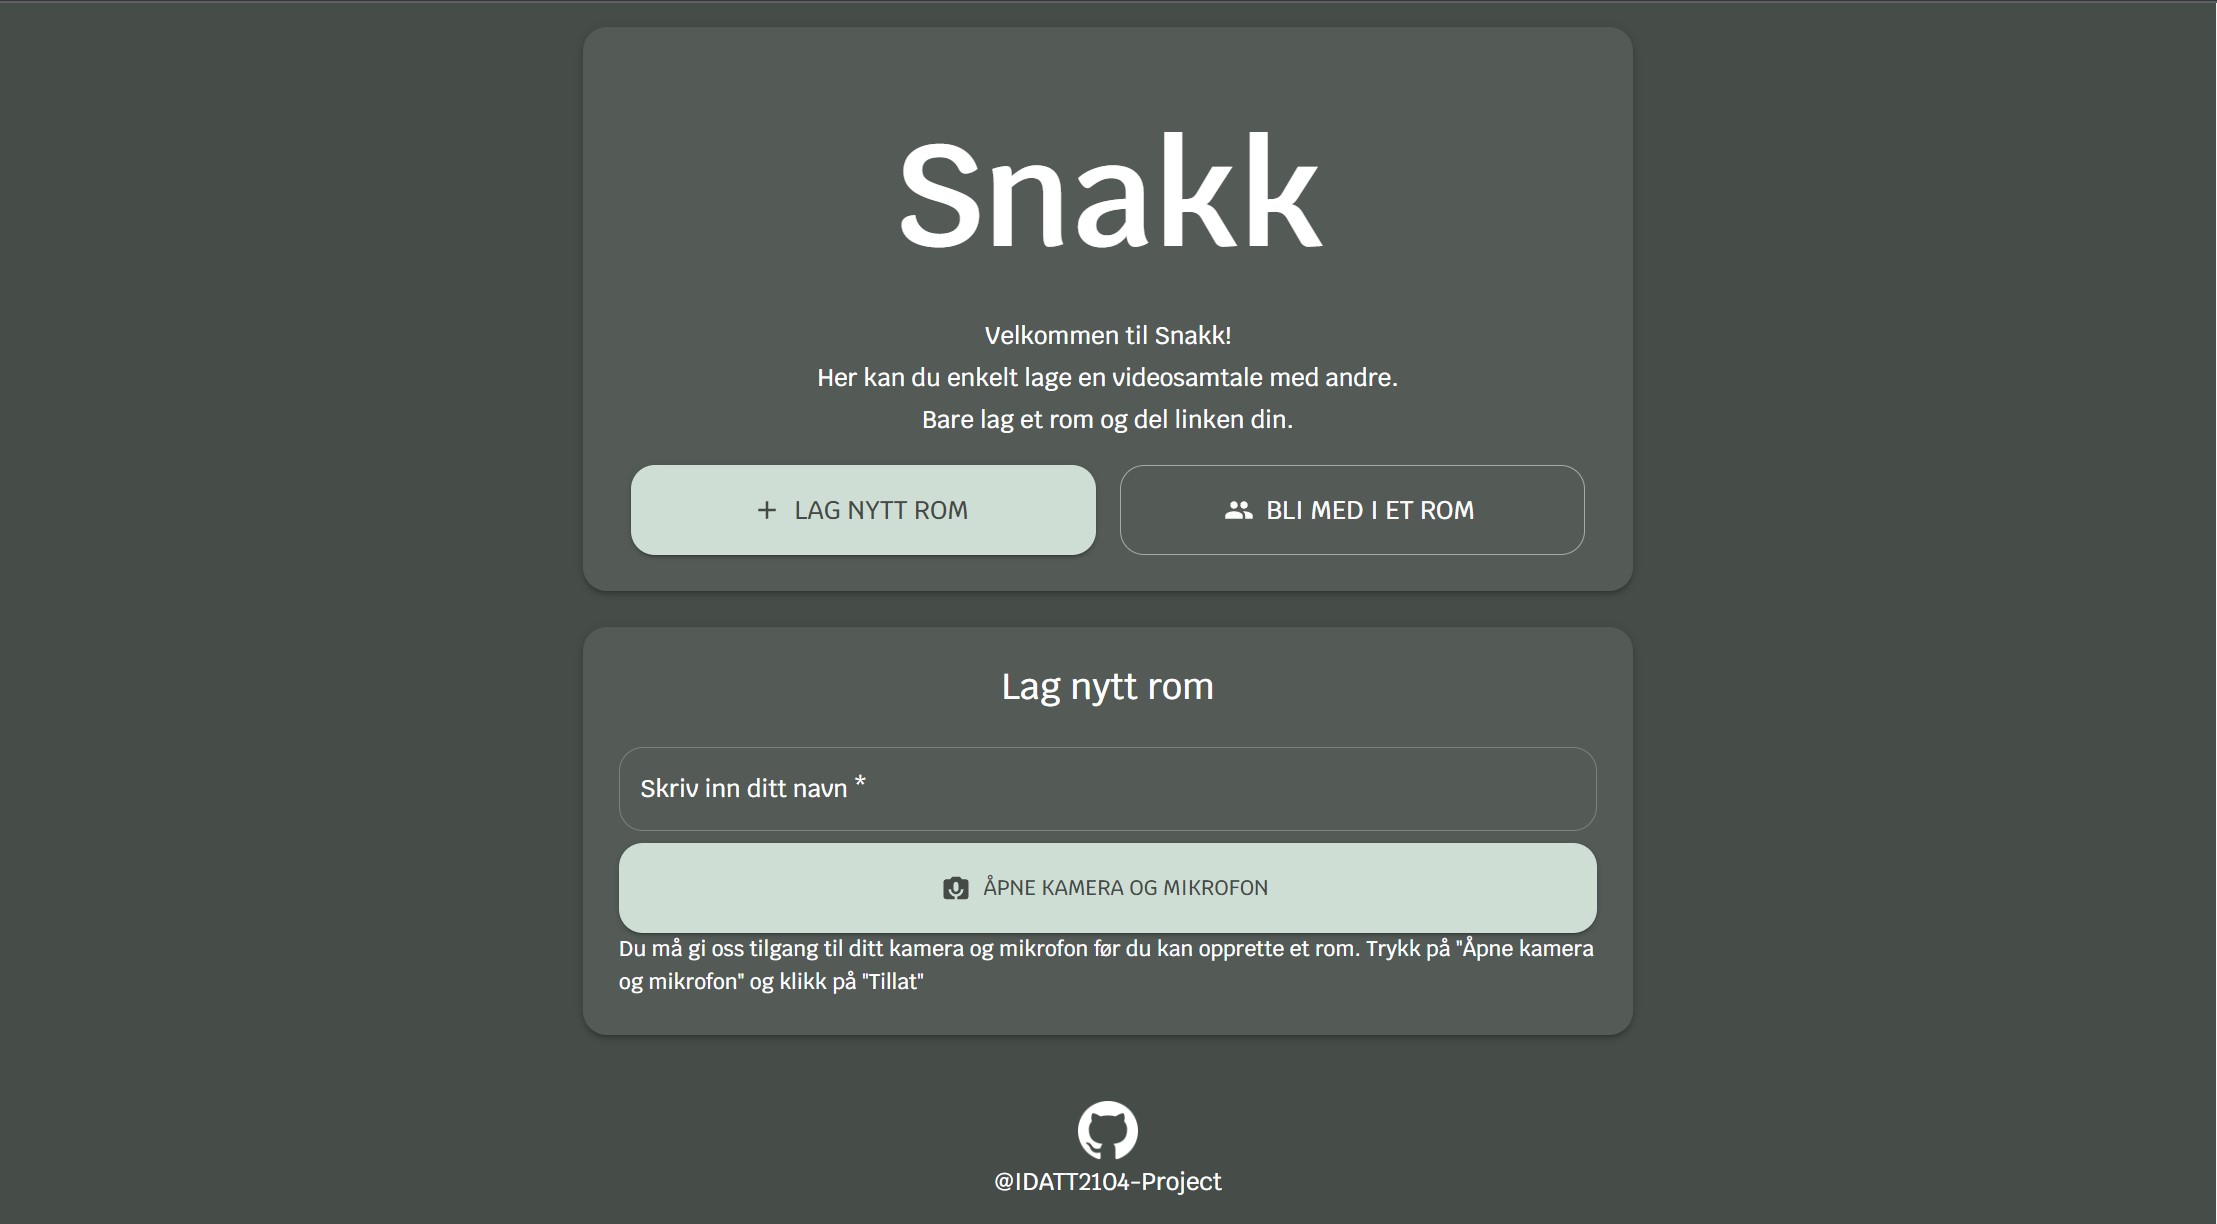 Snakk
Velkommen til Snakk!
Her kan du enkelt lage en videosamtale med andre.
Bare lag et rom og del linken din.
LAG NYTT ROM
BLI MED I ET ROM
Lag nytt rom
Skriv inn ditt navn *
ÅPNE KAMERA OG MIKROFON
Du må gi oss tilgang til ditt kamera og mikrofon før du kan opprette et rom. Trykk på "Åpne kamera
og mikrofon" og klikk på "Tillat"
@IDATT2104-Project